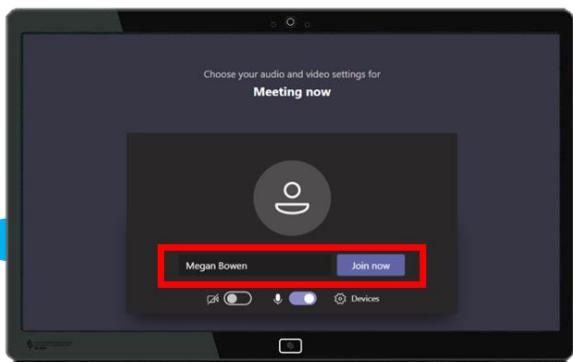 Choose your audio and video settings for
Meeting now
Megan Bowen Join now
Devices